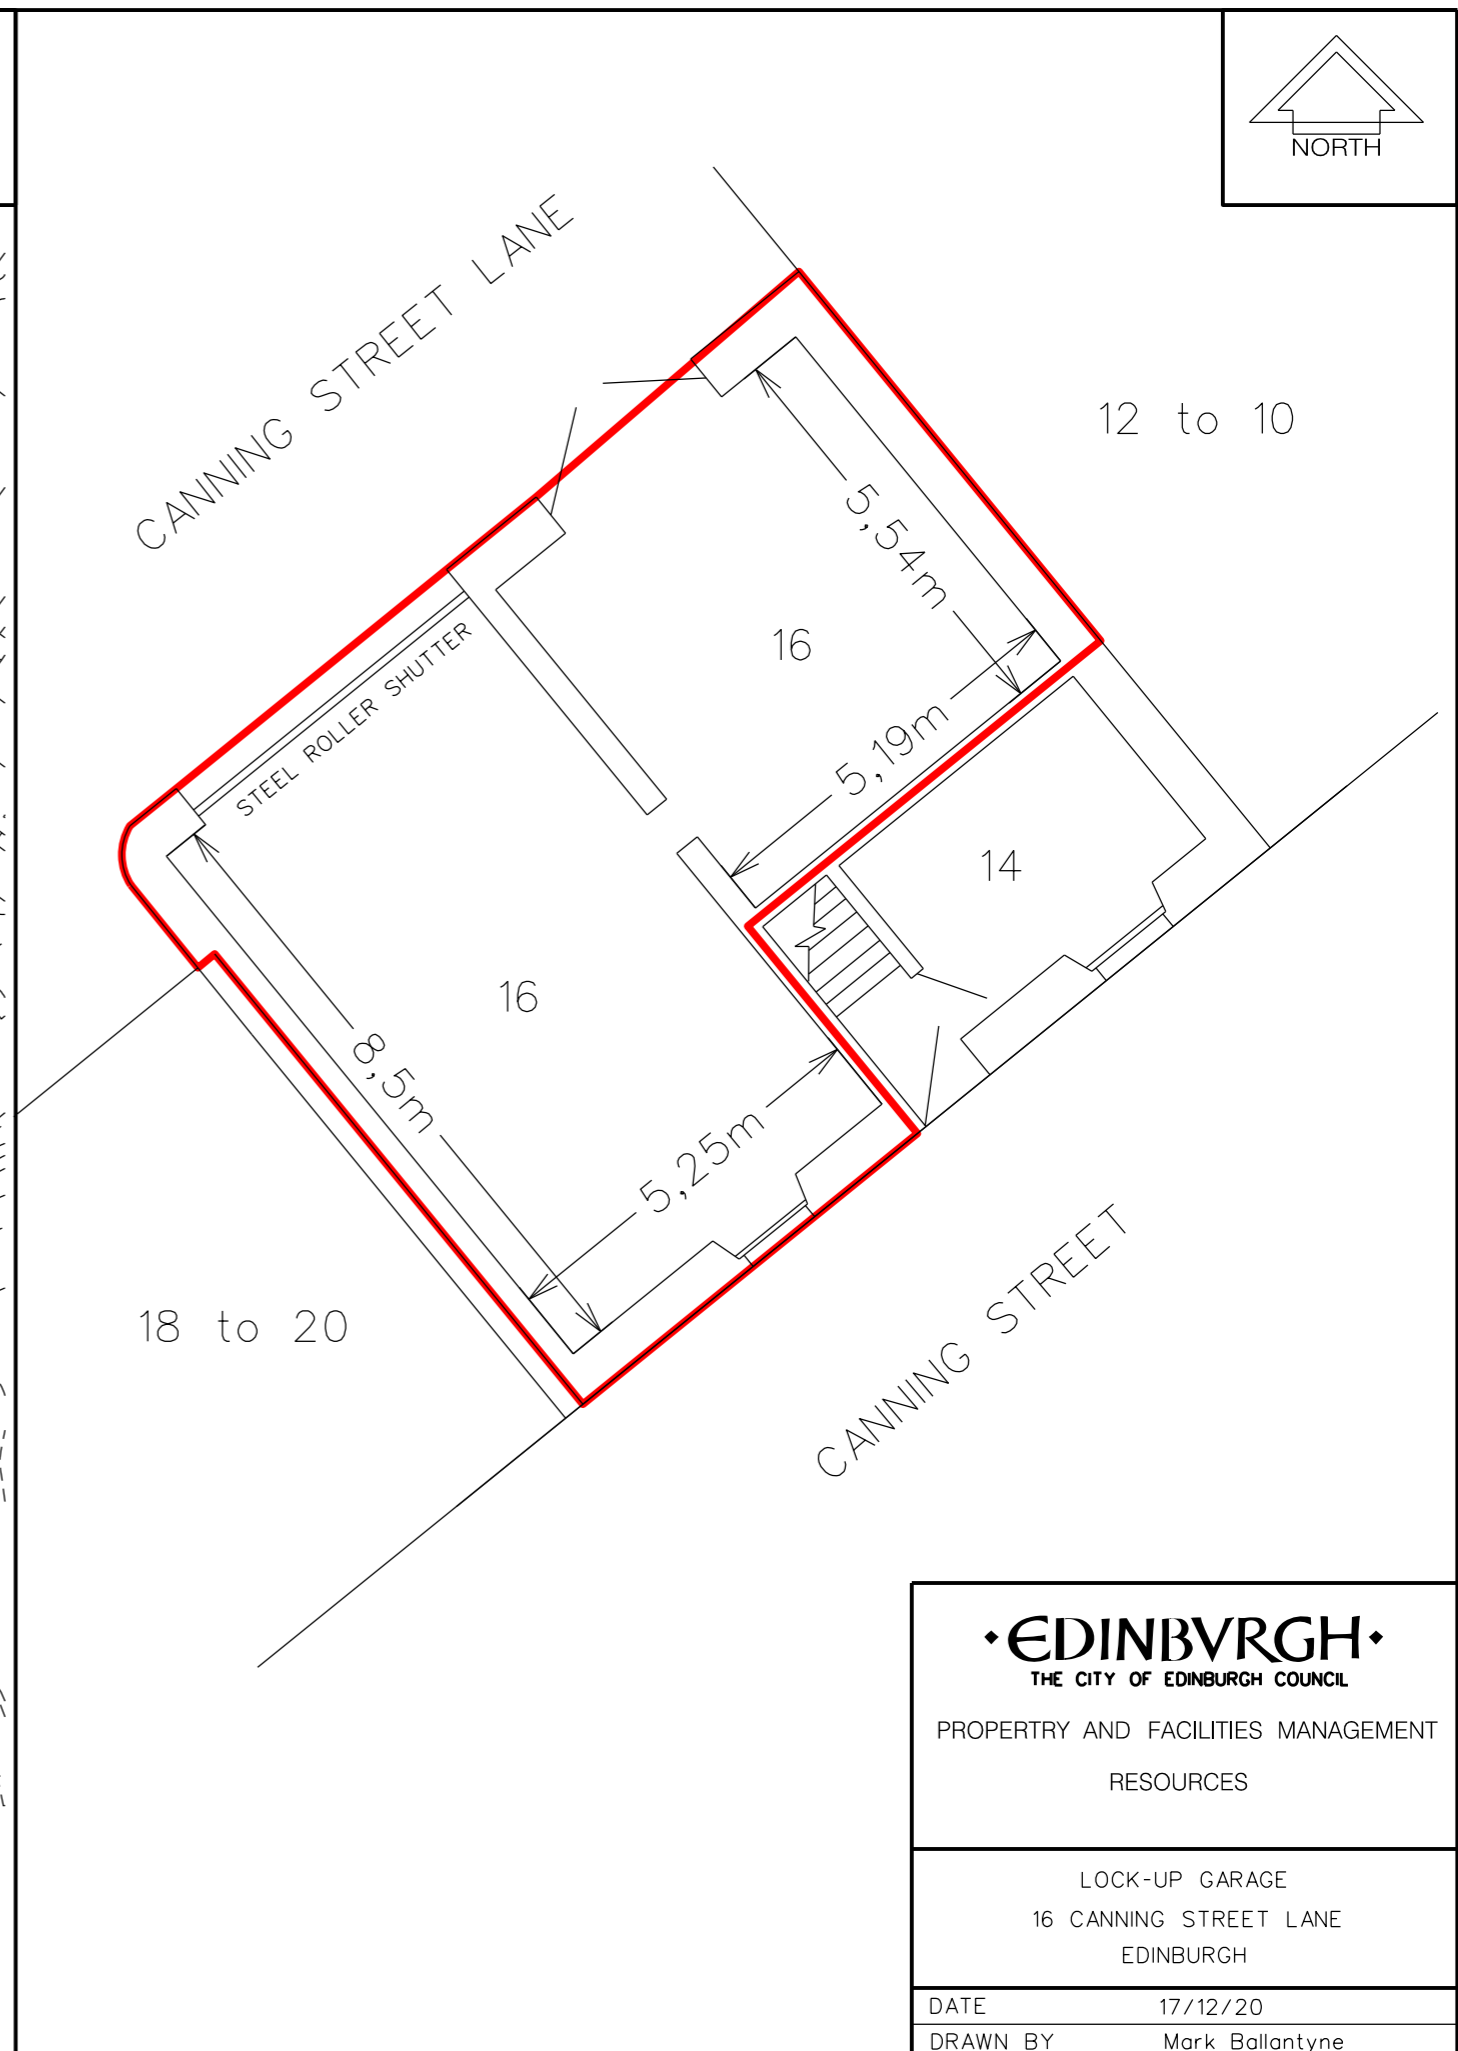 NORTH
CANNING STREET LANE
12 to 10
5,54m
16
STEEL ROLLER SHUTTER
5,19m
14
16
8,5m
5,25m
18 to 20
CANNING STREET
EDINBVRGH
THE CITY OF EDINBURGH COUNCIL
PROPERTRY AND FACILITIES MANAGEMENT
RESOURCES
LOCK-UP GARAGE
16 CANNING STREET LANE
EDINBURGH
DATE 17/12/20
DRAWN BY Mark Ballantyne